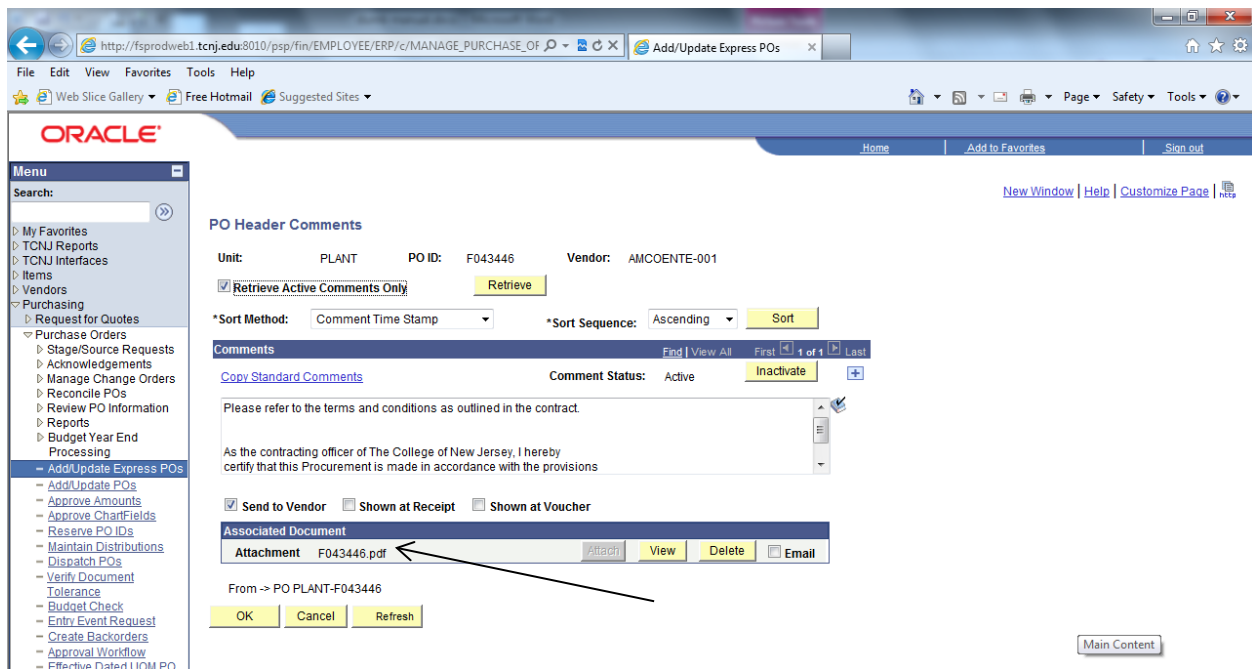 http://fsprodweb1.tcnj.edu:8010/psp/fin/EMPLOYEE/ERP/c/MANAGE_PURCHASE_OF
Add/Update Express POs
File Edit View Favorites Tools Help
Web Slice Gallery Free Hotmail Suggested Sites
Page Safety Tools
ORACLE
Home Add to Favorites Sign out
Menu
New Window | Help | Customize Page | http
Search:
My Favorites
TCNJ Reports
TCNJ Interfaces
Items
Vendors
Purchasing
Request for Quotes
Purchase Orders
Stage/Source Requests
Acknowledgements
Manage Change Orders
Reconcile POs
Review PO Information
Reports
Budget Year End
Processing
Add/Update Express POs
Add/Update POs
Approve Amounts
Approve ChartFields
Reserve PO IDs
Maintain Distributions
Dispatch POs
Verify Document
Tolerance
Budget Check
Entry Event Request
Create Backorders
Approval Workflow
Effective Dated UOM PO
PO Header Comments
Unit: PLANT PO ID: F043446 Vendor: AMCOENTE-001
Retrieve Active Comments Only Retrieve
*Sort Method: Comment Time Stamp *Sort Sequence: Ascending Sort
Comments Find | View All First 1 of 1 Last
Copy Standard Comments Comment Status: Active Inactivate
Please refer to the terms and conditions as outlined in the contract.
As the contracting officer of The College of New Jersey, I hereby
certify that this Procurement is made in accordance with the provisions
Send to Vendor Shown at Receipt Shown at Voucher
Associated Document
Attachment F043446.pdf Attach View Delete Email
From -> PO PLANT-F043446
OK Cancel Refresh
Main Content